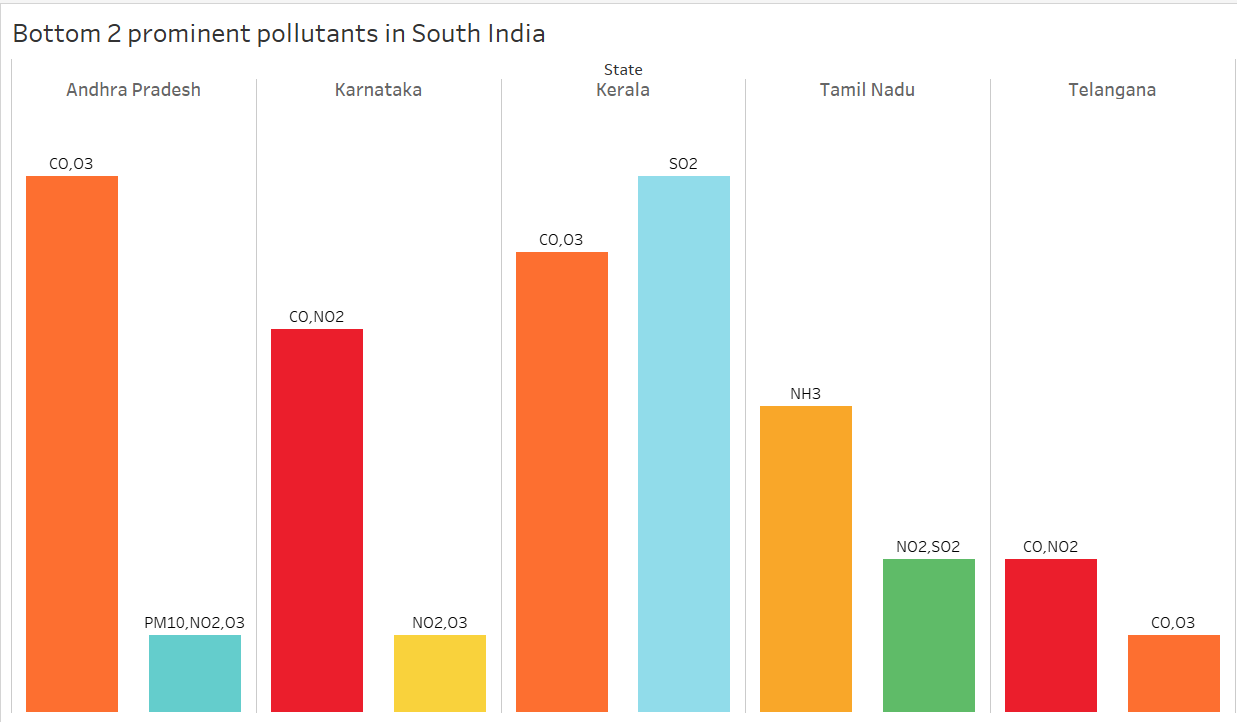 Bottom 2 prominent pollutants in South India
State
Andhra Pradesh Karnataka Kerala Tamil Nadu Telangana
CO,O3 SO2
CO,O3
CO,NO2
NH3
NO2,SO2 CO,NO2
PM10,NO2,O3 NO2,O3 CO,O3